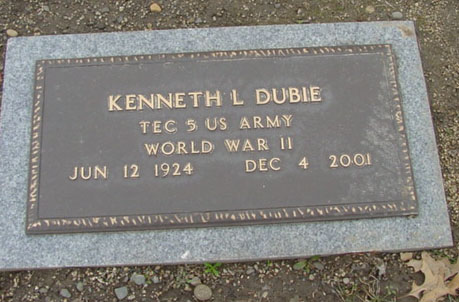 KENNETH L DUBIE
TEC 5 US ARMY
WORLD WAR II
JUN 12 1924 DEC 4 2001